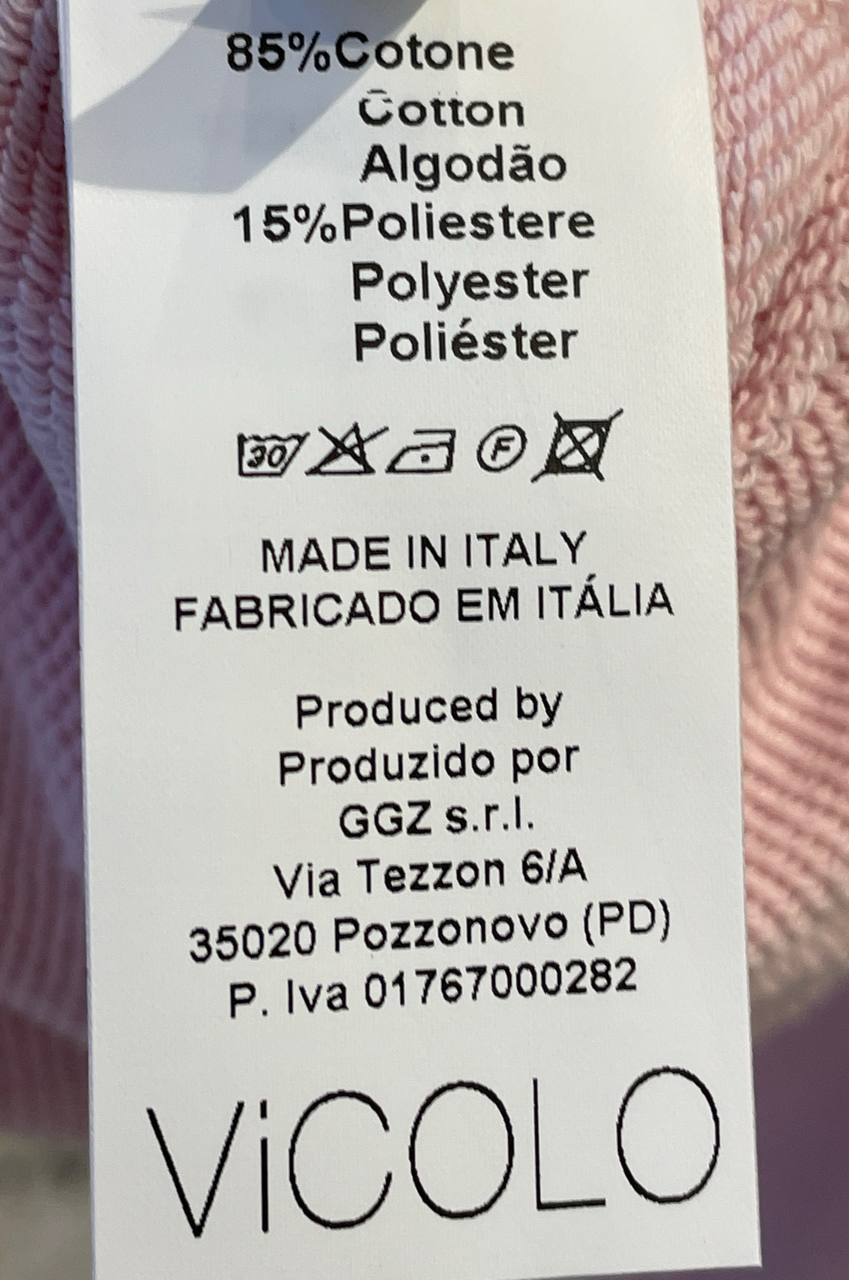 85%Cotone
Cotton
Algodão
15%Poliestere
Polyester
Poliéster
30 F
MADE IN ITALY
FABRICADO EM ITÁLIA
Produced by
Produzido por
GGZ s.r.l.
Via Tezzon 6/A
35020 Pozzonovo (PD)
P. Iva 01767000282
ViCOLO